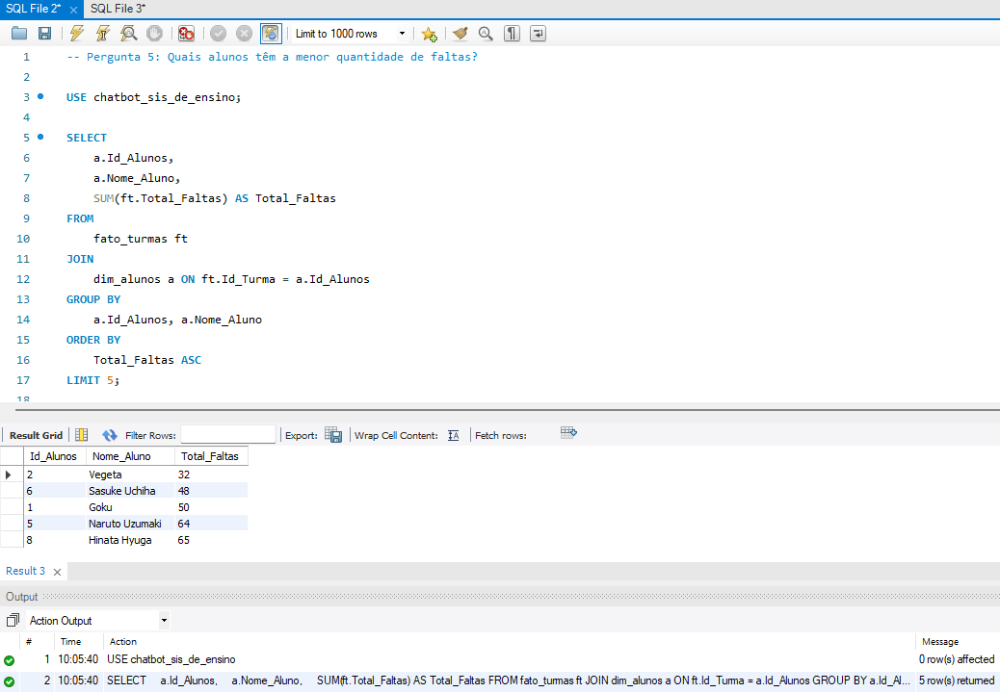 SQL File 2* × SQL File 3*
Limit to 1000 rows
1 -- Pergunta 5: Quais alunos têm a menor quantidade de faltas?
2
3 USE chatbot_sis_de_ensino;
4
5 SELECT
6 a.Id_Alunos,
7 a.Nome_Aluno,
8 SUM(ft.Total_Faltas) AS Total_Faltas
9 FROM
10 fato_turmas ft
11 JOIN
12 dim_alunos a ON ft.Id_Turma = a.Id_Alunos
13 GROUP BY
14 a.Id_Alunos, a.Nome_Aluno
15 ORDER BY
16 Total_Faltas ASC
17 LIMIT 5;
18
Result Grid Filter Rows: Export: Wrap Cell Content: Fetch rows:
Id_Alunos Nome_Aluno Total_Faltas
2 Vegeta 32
6 Sasuke Uchiha 48
1 Goku 50
5 Naruto Uzumaki 64
8 Hinata Hyuga 65
Result 3 ×
Output
Action Output
# Time Action Message
1 10:05:40 USE chatbot_sis_de_ensino 0 row(s) affected
2 10:05:40 SELECT a.Id_Alunos, a.Nome_Aluno, SUM(ft.Total_Faltas) AS Total_Faltas FROM fato_turmas ft JOIN dim_alunos a ON ft.Id_Turma = a.Id_Alunos GROUP BY a.Id_Al... 5 row(s) returned